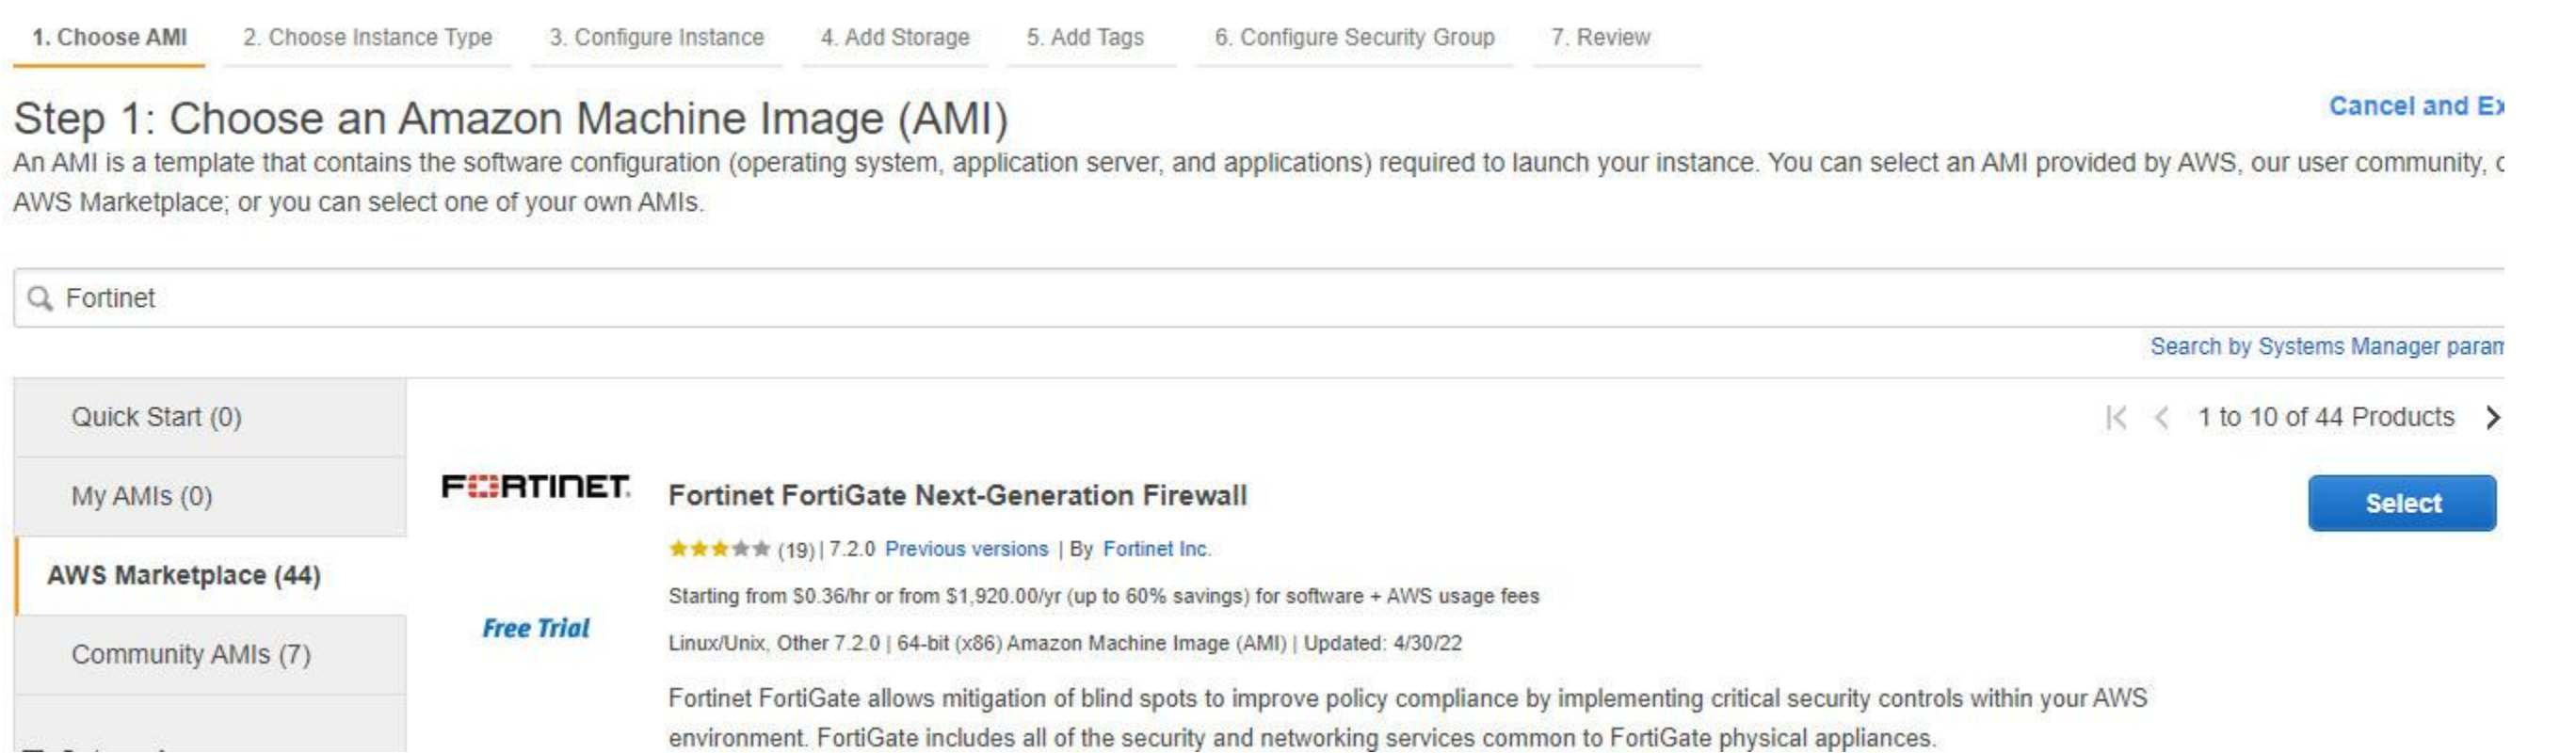 1. Choose AMI 2. Choose Instance Type 3. Configure Instance 4. Add Storage 5. Add Tags 6. Configure Security Group 7. Review
Step 1: Choose an Amazon Machine Image (AMI)
Cancel and Ex
An AMI is a template that contains the software configuration (operating system, application server, and applications) required to launch your instance. You can select an AMI provided by AWS, our user community,
AWS Marketplace; or you can select one of your own AMIs.
Fortinet
Search by Systems Manager param
Quick Start (0)
My AMIs (0)
AWS Marketplace (44)
Community AMIs (7)
1 to 10 of 44 Products
FORTINET
Free Trial
Fortinet FortiGate Next-Generation Firewall
Select
(19) | 7.2.0 Previous versions | By Fortinet Inc.
Starting from $0.36/hr or from $1,920.00/yr (up to 60% savings) for software + AWS usage fees
Linux/Unix, Other 7.2.0 | 64-bit (x86) Amazon Machine Image (AMI) | Updated: 4/30/22
Fortinet FortiGate allows mitigation of blind spots to improve policy compliance by implementing critical security controls within your AWS
environment. FortiGate includes all of the security and networking services common to FortiGate physical appliances.